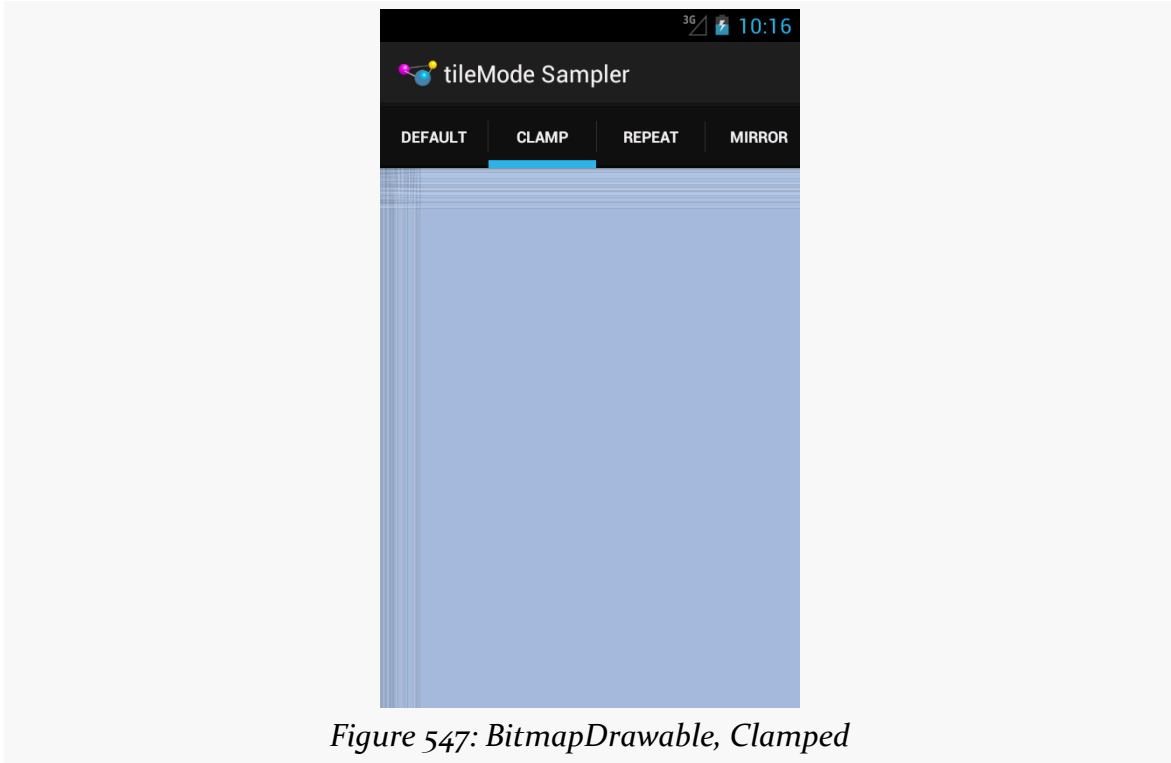 3G 10:16
tileMode Sampler
DEFAULT CLAMP REPEAT MIRROR
Figure 547: BitmapDrawable, Clamped